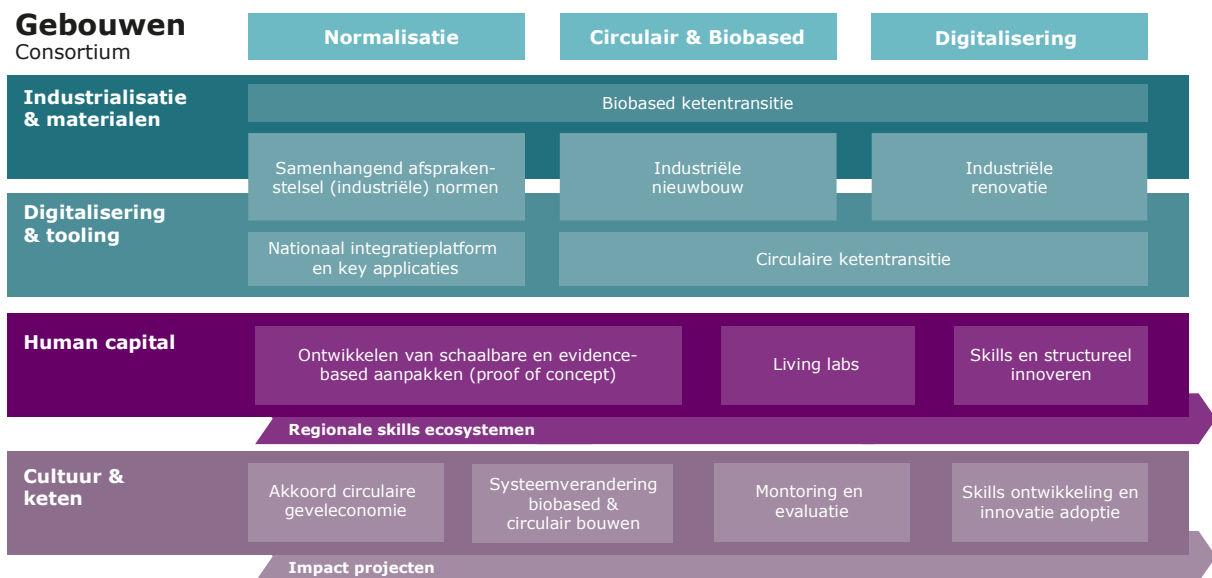 Gebouwen
Consortium
Normalisatie
Circulair & Biobased
Digitalisering
Industrialisatie
& materialen
Biobased ketentransitie
Samenhangend afspraken-
stelsel (industriële) normen
Industriële
nieuwbouw
Industriële
renovatie
Digitalisering
& tooling
Nationaal integratieplatform
en key applicaties
Circulaire ketentransitie
Human capital
Ontwikkelen van schaalbare en evidence-
based aanpakken (proof of concept)
Living labs
Skills en structureel
innoveren
Regionale skills ecosystemen
Cultuur &
keten
Akkoord circulaire
geveleconomie
Systeemverandering
biobased &
circulair bouwen
Montoring en
evaluatie
Skills ontwikkeling en
innovatie adoptie
Impact projecten